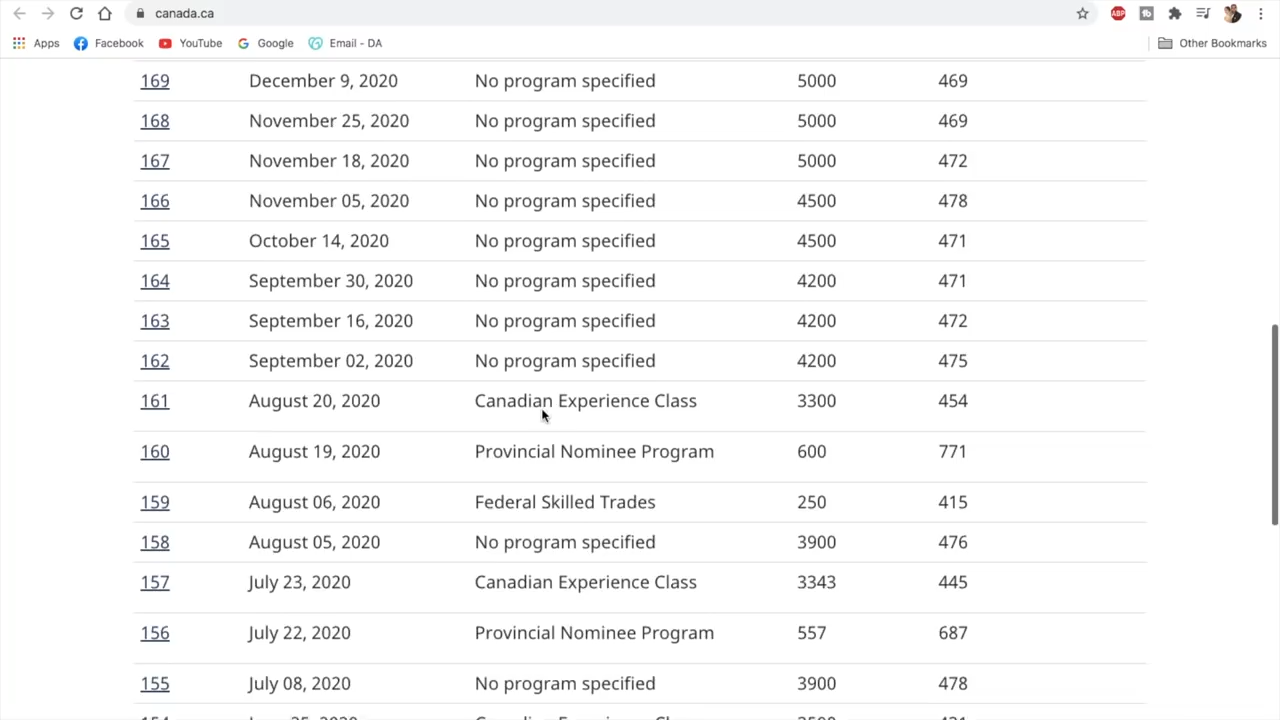 canada.ca
ABP
Apps Facebook YouTube Google Email - DA Other Bookmarks
169 December 9, 2020 No program specified 5000 469
168 November 25, 2020 No program specified 5000 469
167 November 18, 2020 No program specified 5000 472
166 November 05, 2020 No program specified 4500 478
165 October 14, 2020 No program specified 4500 471
164 September 30, 2020 No program specified 4200 471
163 September 16, 2020 No program specified 4200 472
162 September 02, 2020 No program specified 4200 475
161 August 20, 2020 Canadian Experience Class 3300 454
160 August 19, 2020 Provincial Nominee Program 600 771
159 August 06, 2020 Federal Skilled Trades 250 415
158 August 05, 2020 No program specified 3900 476
157 July 23, 2020 Canadian Experience Class 3343 445
156 July 22, 2020 Provincial Nominee Program 557 687
155 July 08, 2020 No program specified 3900 478